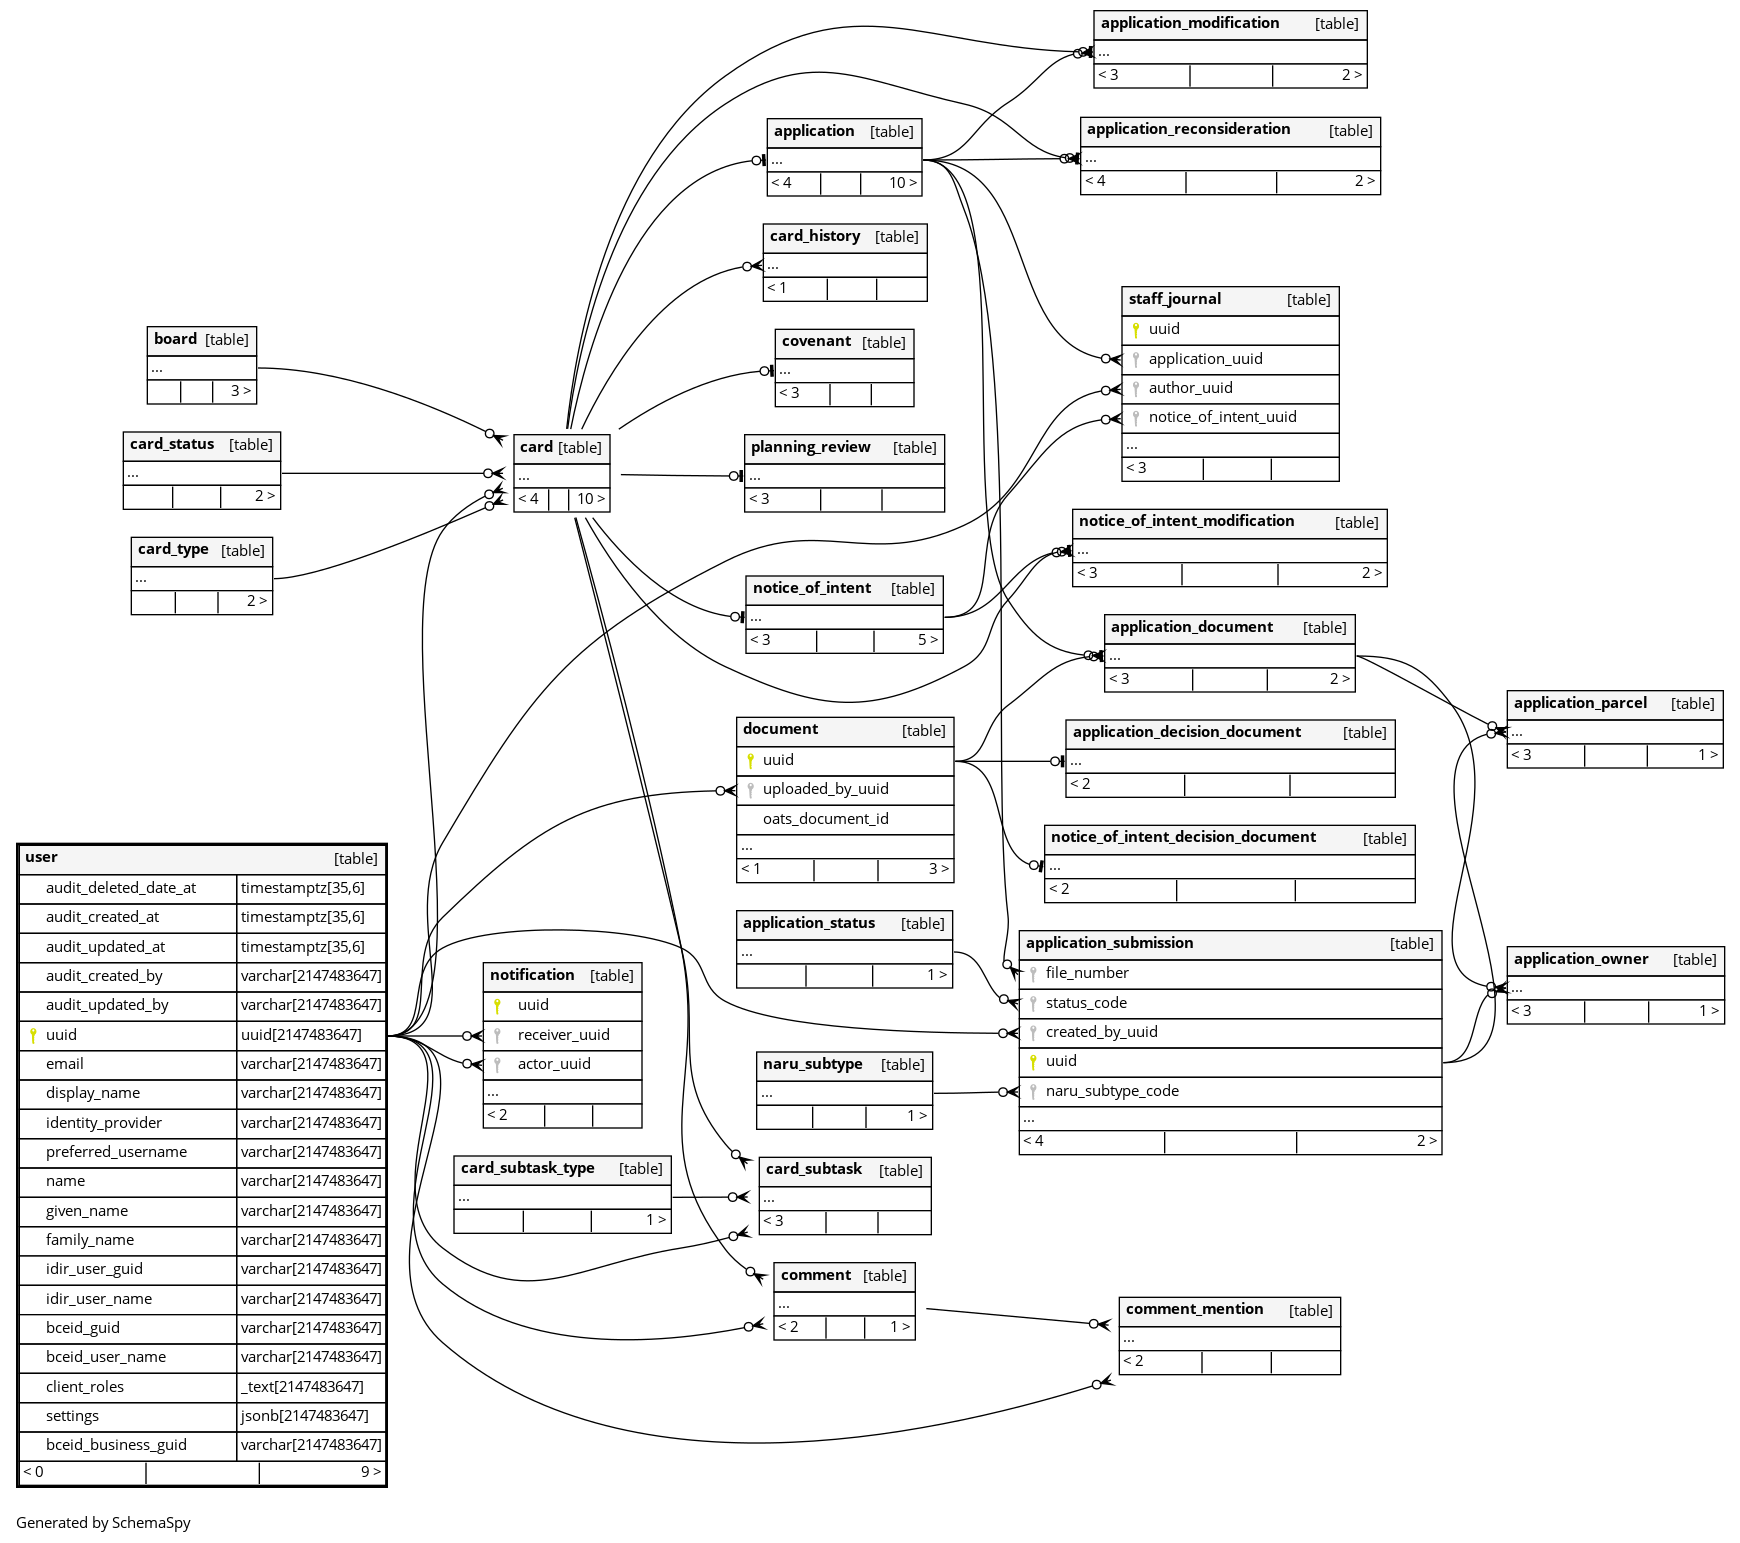 application_modification [table]
...
< 3 2 >
application [table]
...
< 4 10 >
application_reconsideration [table]
...
< 4 2 >
card_history [table]
...
< 1
staff_journal [table]
uuid
application_uuid
author_uuid
notice_of_intent_uuid
...
< 3
board [table]
...
3 >
covenant [table]
...
< 3
card_status [table]
...
2 >
card [table]
...
< 4 10 >
planning_review [table]
...
< 3
notice_of_intent_modification [table]
...
< 3 2 >
card_type [table]
...
2 >
notice_of_intent [table]
...
< 3 5 >
application_document [table]
...
< 3 2 >
application_parcel [table]
...
< 3 1 >
document [table]
uuid
uploaded_by_uuid
oats_document_id
...
< 1 3 >
application_decision_document [table]
...
< 2
notice_of_intent_decision_document [table]
...
< 2
user [table]
audit_deleted_date_at timestamptz[35,6]
audit_created_at timestamptz[35,6]
audit_updated_at timestamptz[35,6]
audit_created_by varchar[2147483647]
audit_updated_by varchar[2147483647]
uuid uuid[2147483647]
email varchar[2147483647]
display_name varchar[2147483647]
identity_provider varchar[2147483647]
preferred_username varchar[2147483647]
name varchar[2147483647]
given_name varchar[2147483647]
family_name varchar[2147483647]
idir_user_guid varchar[2147483647]
idir_user_name varchar[2147483647]
bceid_guid varchar[2147483647]
bceid_user_name varchar[2147483647]
client_roles _text[2147483647]
settings jsonb[2147483647]
bceid_business_guid varchar[2147483647]
< 0 9 >
application_status [table]
...
1 >
application_submission [table]
file_number
status_code
created_by_uuid
uuid
naru_subtype_code
...
< 4 2 >
application_owner [table]
...
< 3 1 >
notification [table]
uuid
receiver_uuid
actor_uuid
...
< 2
naru_subtype [table]
...
1 >
card_subtask_type [table]
...
1 >
card_subtask [table]
...
< 3
comment [table]
...
< 2 1 >
comment_mention [table]
...
< 2
Generated by SchemaSpy